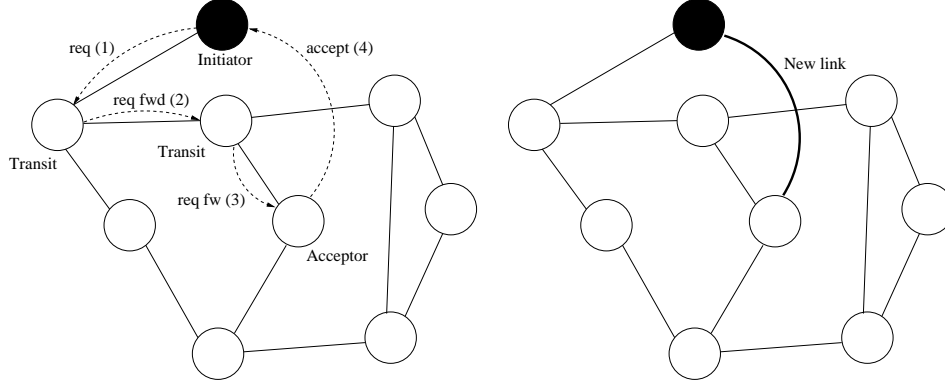 req (1)
accept (4)
Initiator
req fwd (2)
Transit
Transit
req fw (3)
Acceptor
New link